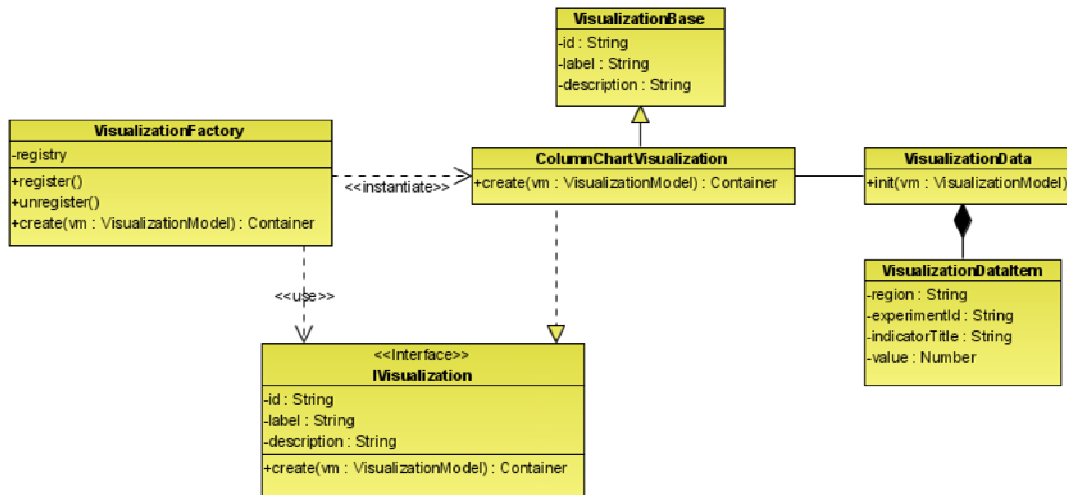 VisualizationBase
-id : String
-label : String
-description : String
VisualizationFactory
-registry
+register()
+unregister()
+create(vm : VisualizationModel) : Container
<<instantiate>>
ColumnChartVisualization
+create(vm : VisualizationModel) : Container
VisualizationData
+init(vm : VisualizationModel)
VisualizationDataItem
-region : String
-experimentId : String
-indicatorTitle : String
-value : Number
<<use>>
<<Interface>>
IVisualization
-id : String
-label : String
-description : String
+create(vm : VisualizationModel) : Container